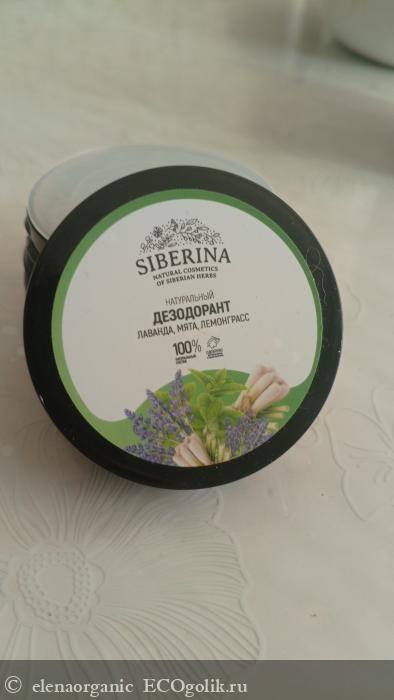 SIBERINA
NATURAL COSMETICS
OF SIBERIAN HERBS
НАТУРАЛЬНЫЙ
ДЕЗОДОРАНТ
ЛАВАНДА, МЯТА, ЛЕМОНГРАСС
100%
© elenaorganic ECOgolik.ru